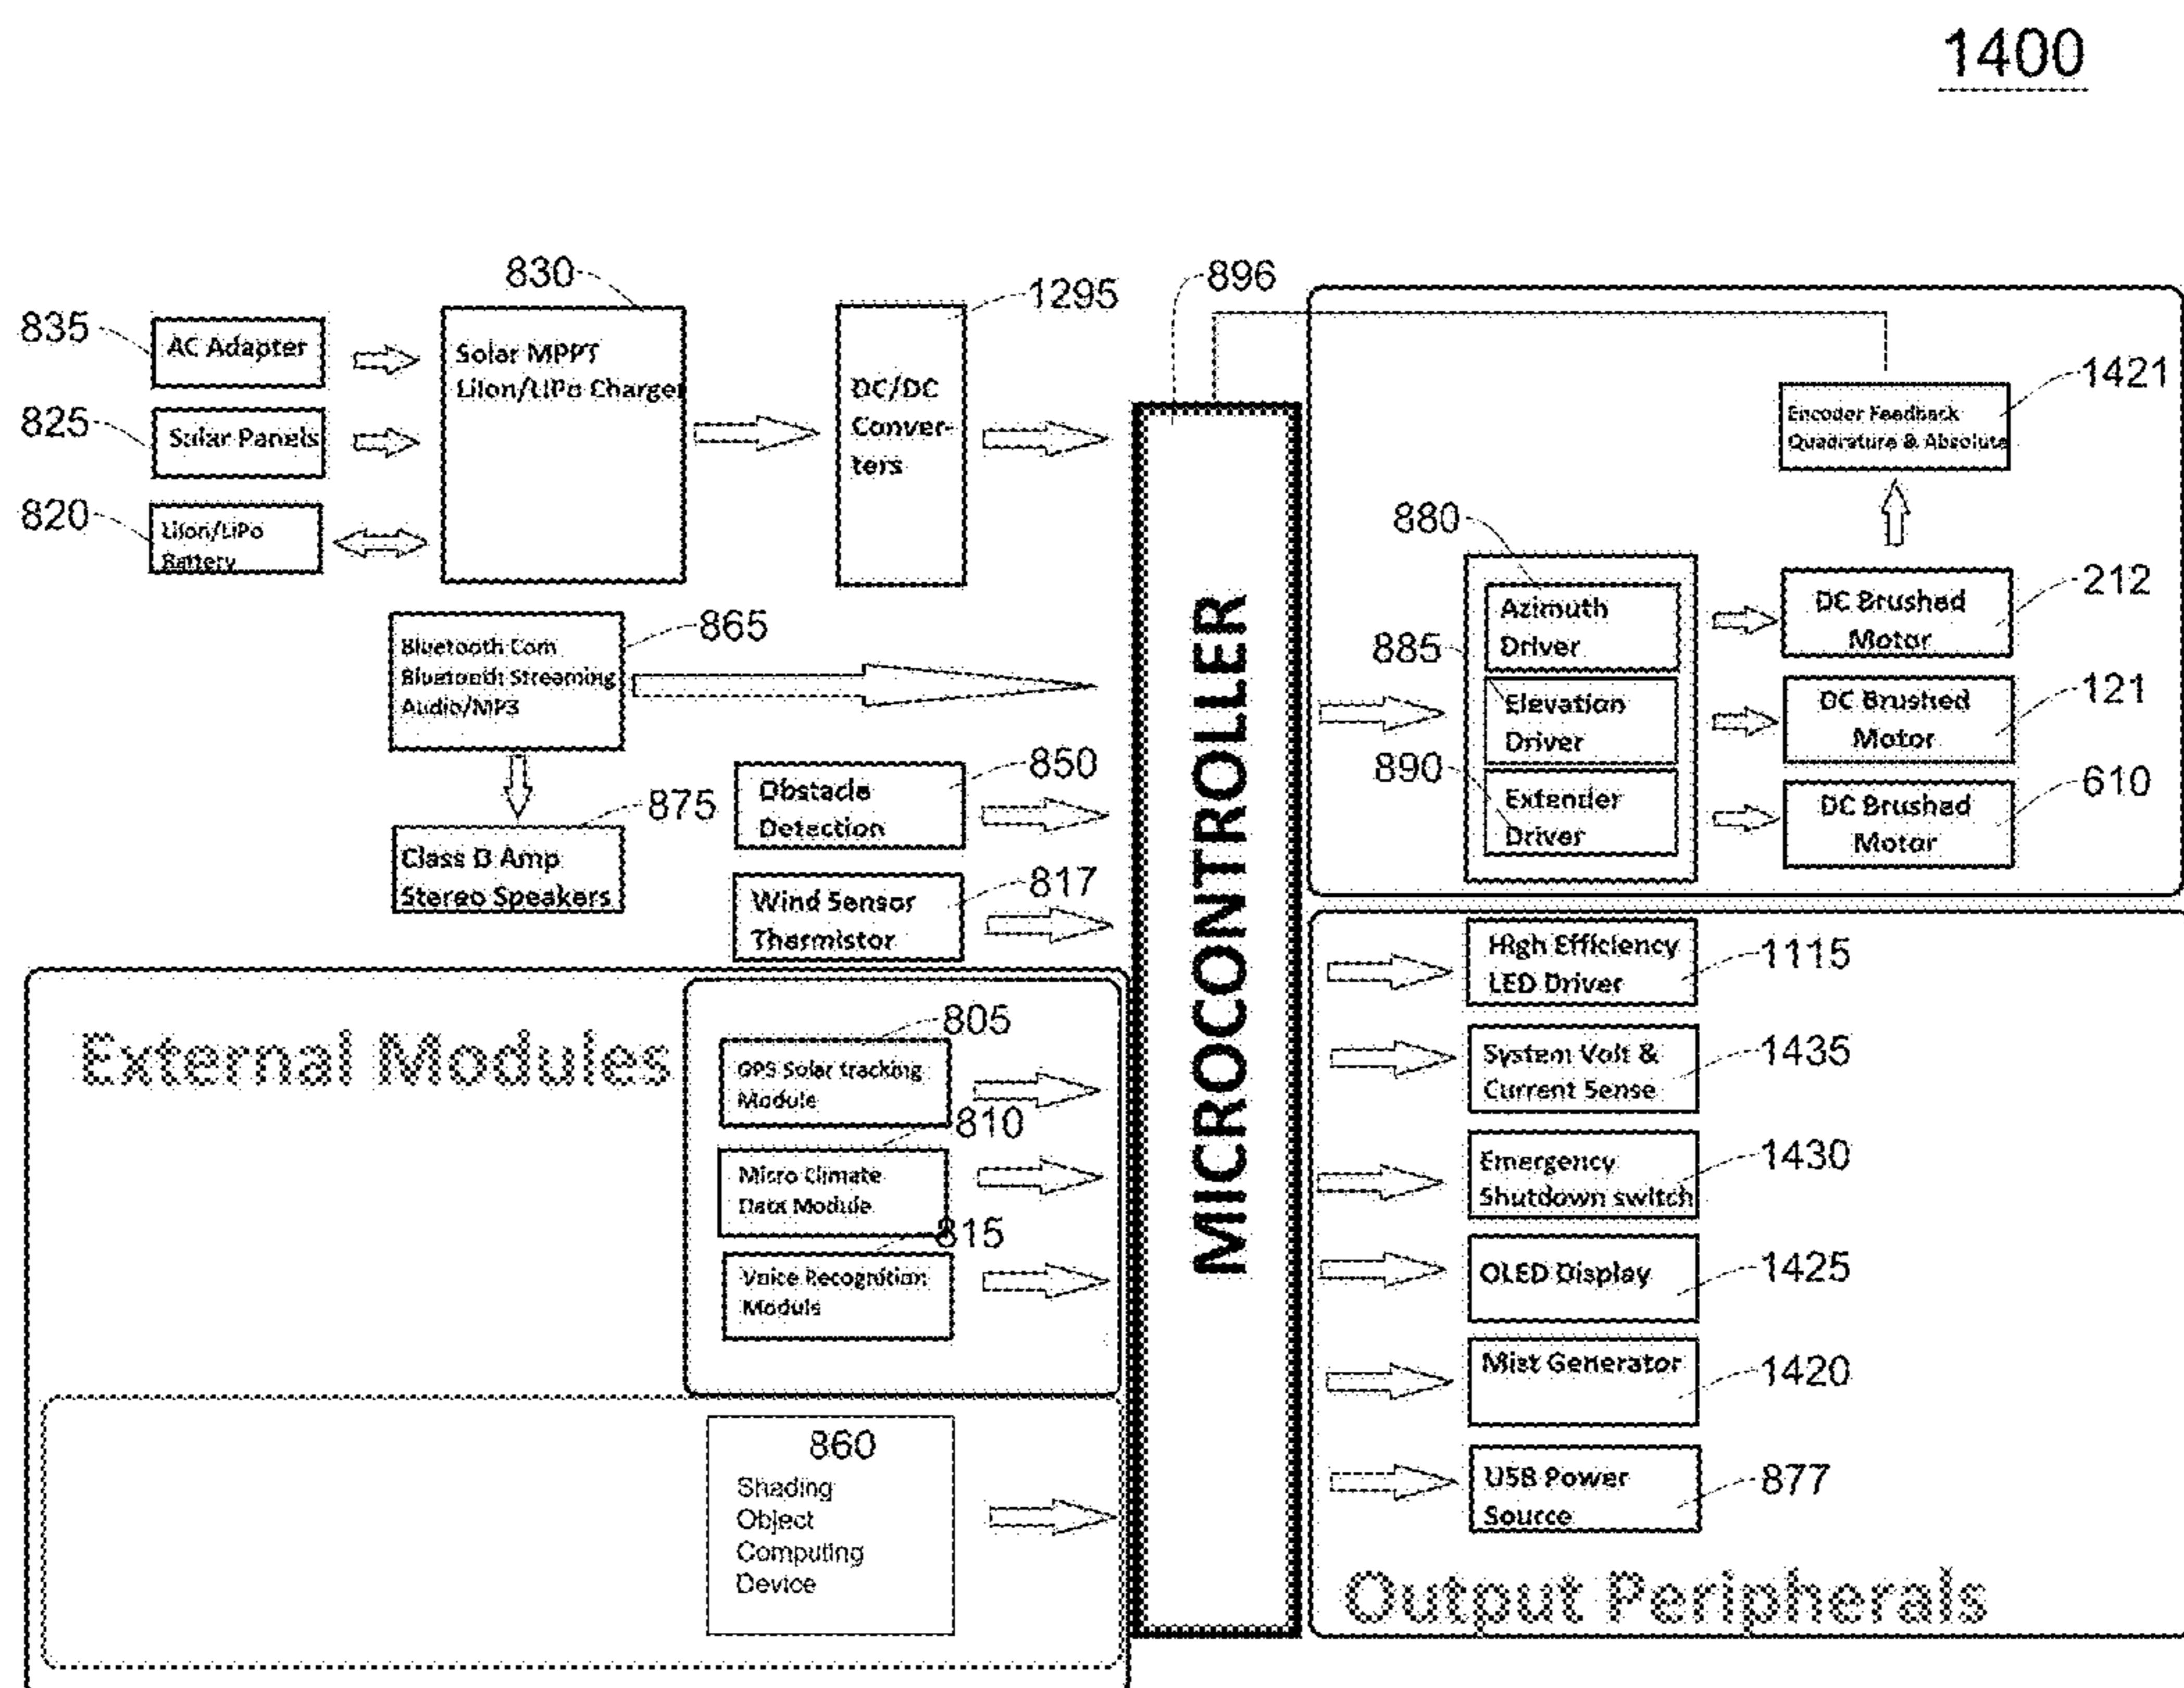 1400
830
1295
896
835
AC Adapter
Solar MPPT
LiIon/LiPo Charger
DC/DC
Conver-
ters
825
Solar Panels
820
LiIon/LiPo
Battery
1421
Encoder Feedback
Quadrature & Absolute
865
Bluetooth Com
Bluetooth Streaming
Audio/MP3
875
Class D Amp
Stereo Speakers
850
Obstacle
Detection
817
Wind Sensor
Thermistor
MICROCONTROLLER
880
Azimuth
Driver
885
Elevation
Driver
890
Extender
Driver
212
DC Brushed
Motor
121
DC Brushed
Motor
610
DC Brushed
Motor
External Modules
805
GPS Solar tracking
Module
810
Micro Climate
Data Module
815
Voice Recognition
Module
860
Shading
Object
Computing
Device
High Efficiency
LED Driver
1115
System Volt &
Current Sense
1435
Emergency
Shutdown switch
1430
OLED Display
1425
Mist Generator
1420
USB Power
Source
877
Output Peripherals